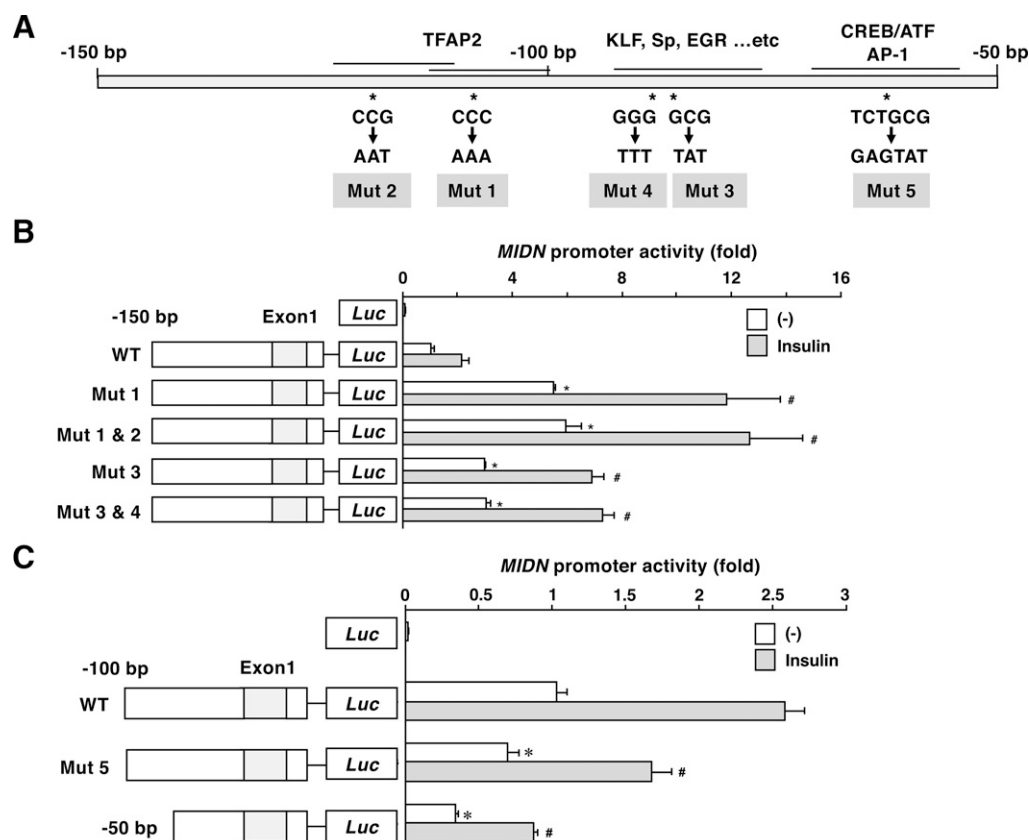 A
-150 bp TFAP2 -100 bp KLF, Sp, EGR ...etc CREB/ATF AP-1 -50 bp
* * * * *
CCG CCC GGG GCG TCTGCG
AAT AAA TTT TAT GAGTAT
Mut 2 Mut 1 Mut 4 Mut 3 Mut 5
B
MIDN promoter activity (fold)
0 4 8 12 16
-150 bp Exon1 Luc (-)
WT Luc Insulin
Mut 1 Luc * #
Mut 1 & 2 Luc * #
Mut 3 Luc * #
Mut 3 & 4 Luc * #
C
MIDN promoter activity (fold)
0 0.5 1 1.5 2 2.5 3
Luc (-)
Insulin
-100 bp Exon1
WT Luc
Mut 5 Luc * #
-50 bp Luc * #